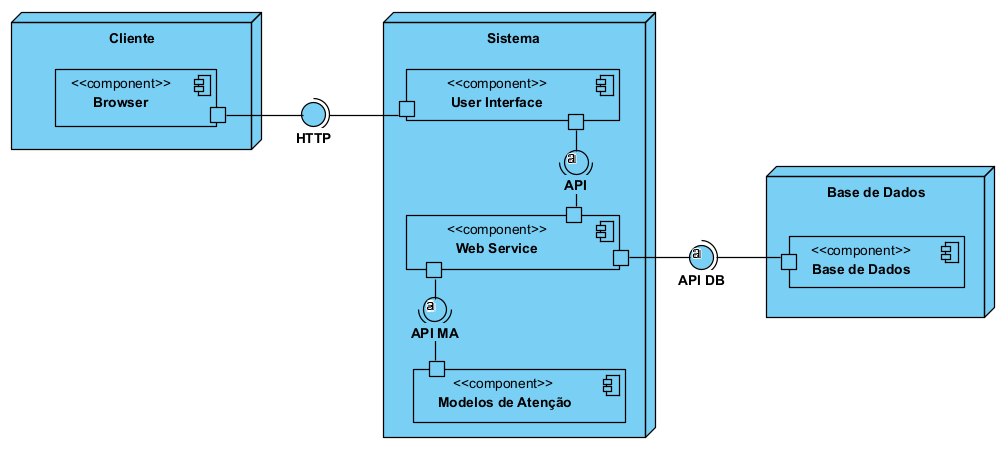 Cliente
<<component>>
Browser
HTTP
Sistema
<<component>>
User Interface
a
API
<<component>>
Web Service
a
API MA
<<component>>
Modelos de Atenção
a
API DB
Base de Dados
<<component>>
Base de Dados